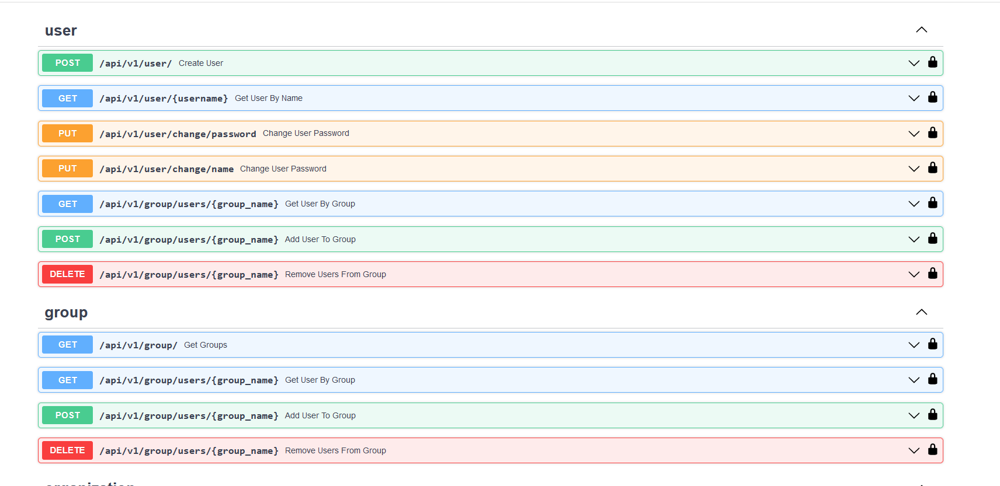 user
POST /api/v1/user/ Create User
GET /api/v1/user/{username} Get User By Name
PUT /api/v1/user/change/password Change User Password
PUT /api/v1/user/change/name Change User Password
GET /api/v1/group/users/{group_name} Get User By Group
POST /api/v1/group/users/{group_name} Add User To Group
DELETE /api/v1/group/users/{group_name} Remove Users From Group
group
GET /api/v1/group/ Get Groups
GET /api/v1/group/users/{group_name} Get User By Group
POST /api/v1/group/users/{group_name} Add User To Group
DELETE /api/v1/group/users/{group_name} Remove Users From Group